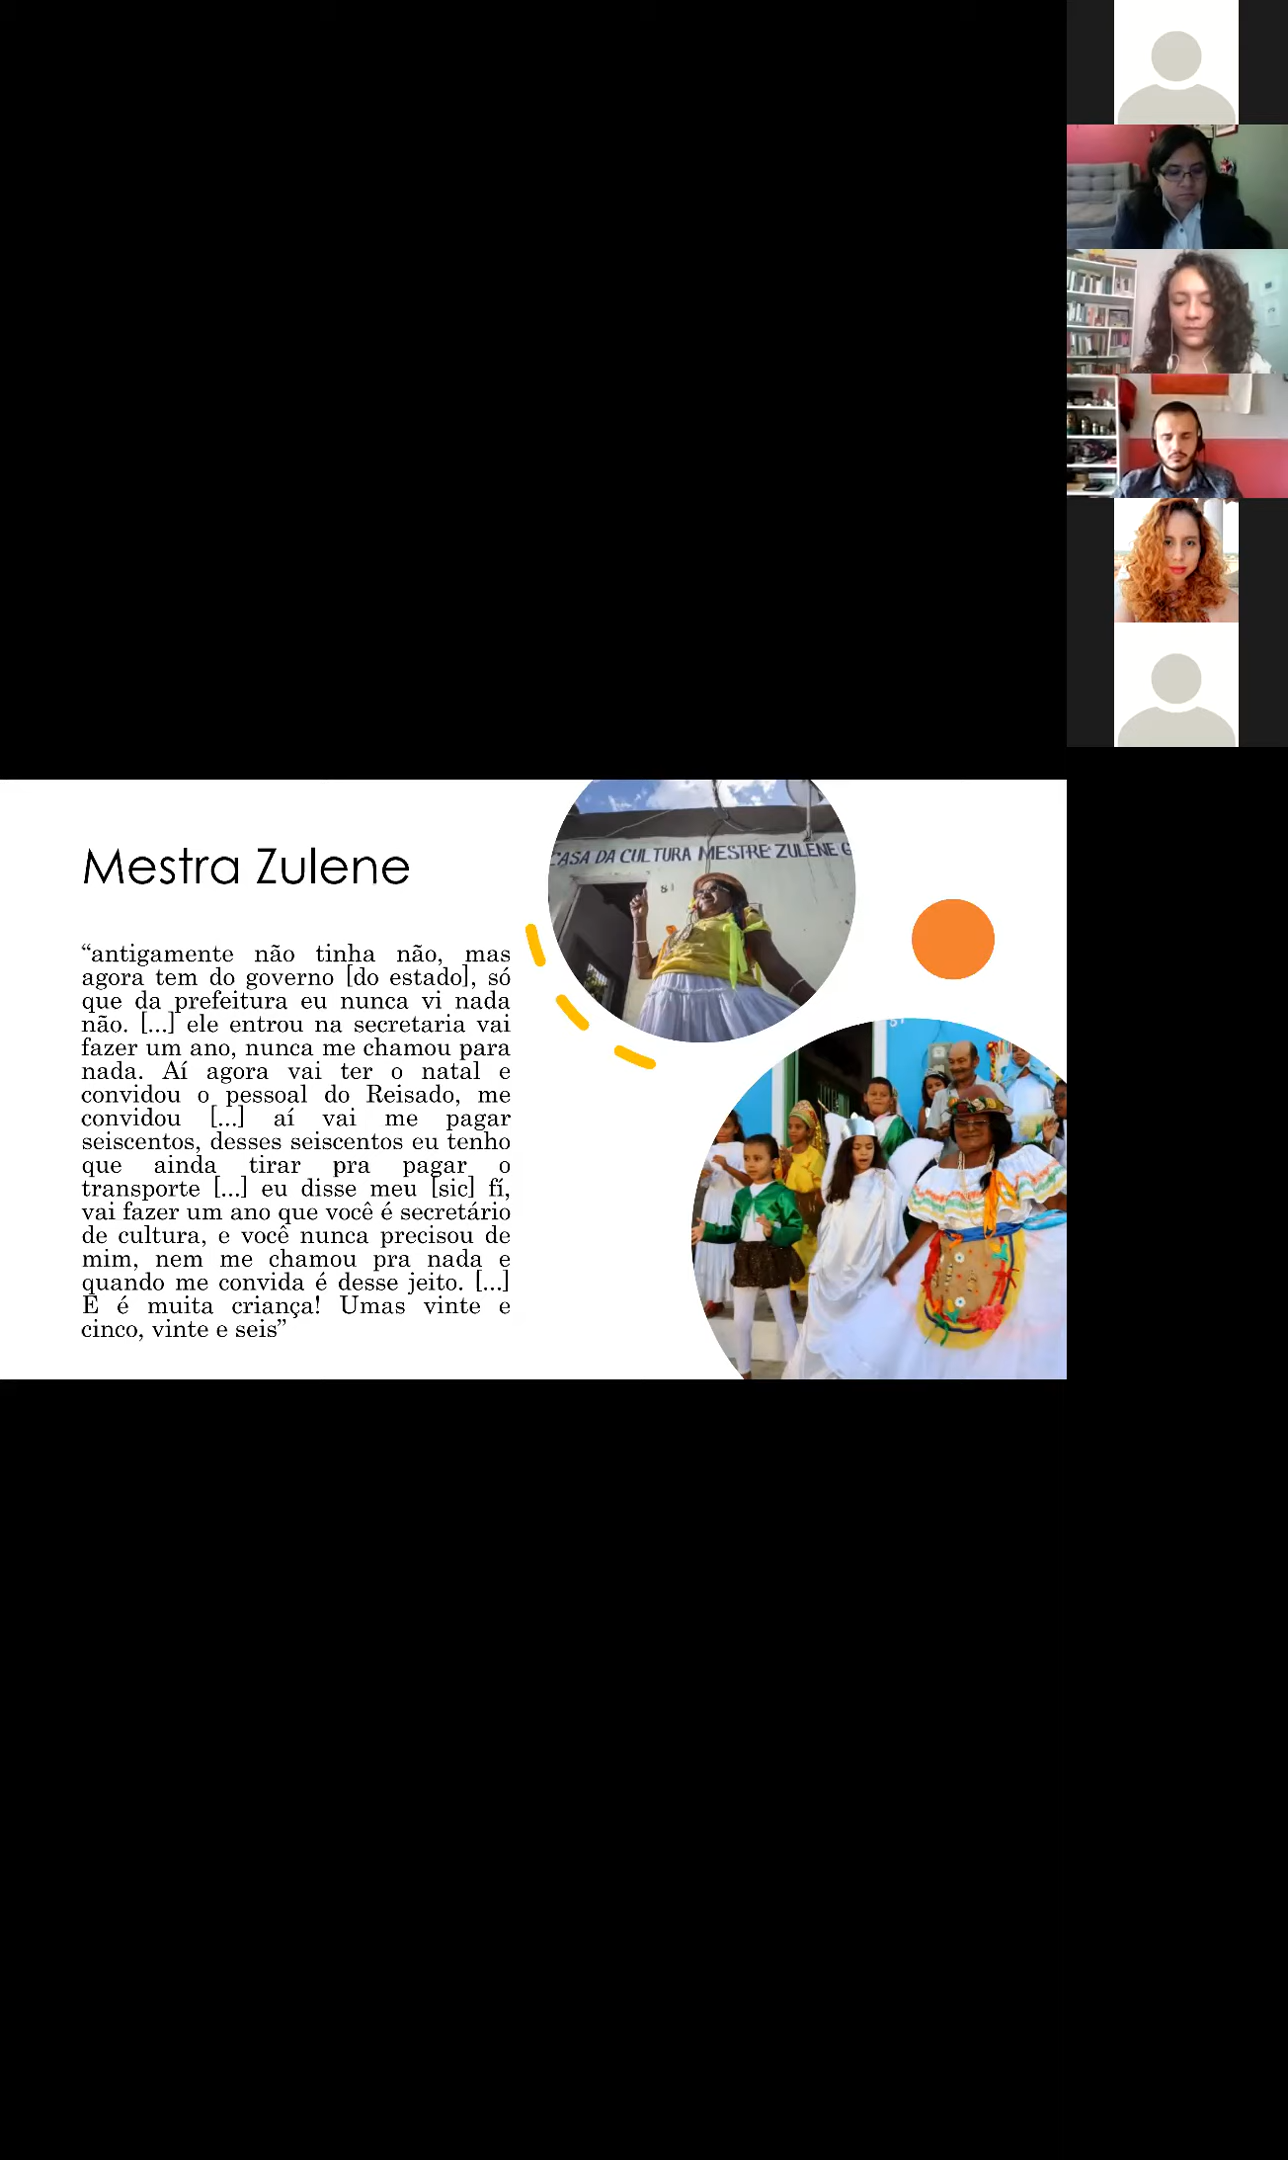 Mestra Zulene
“antigamente não tinha não, mas
agora tem do governo [do estado], só
que da prefeitura eu nunca vi nada
não. [...] ele entrou na secretaria vai
fazer um ano, nunca me chamou para
nada. Aí agora vai ter o natal e
convidou o pessoal do Reisado, me
convidou [...] aí vai me pagar
seiscentos, desses seiscentos eu tenho
que ainda tirar pra pagar o
transporte [...] eu disse meu [sic] fí,
vai fazer um ano que você é secretário
de cultura, e você nunca precisou de
mim, nem me chamou pra nada e
quando me convida é desse jeito. [...]
E é muita criança! Umas vinte e
cinco, vinte e seis”
CASA DA CULTURA MESTRE ZULENE G
81